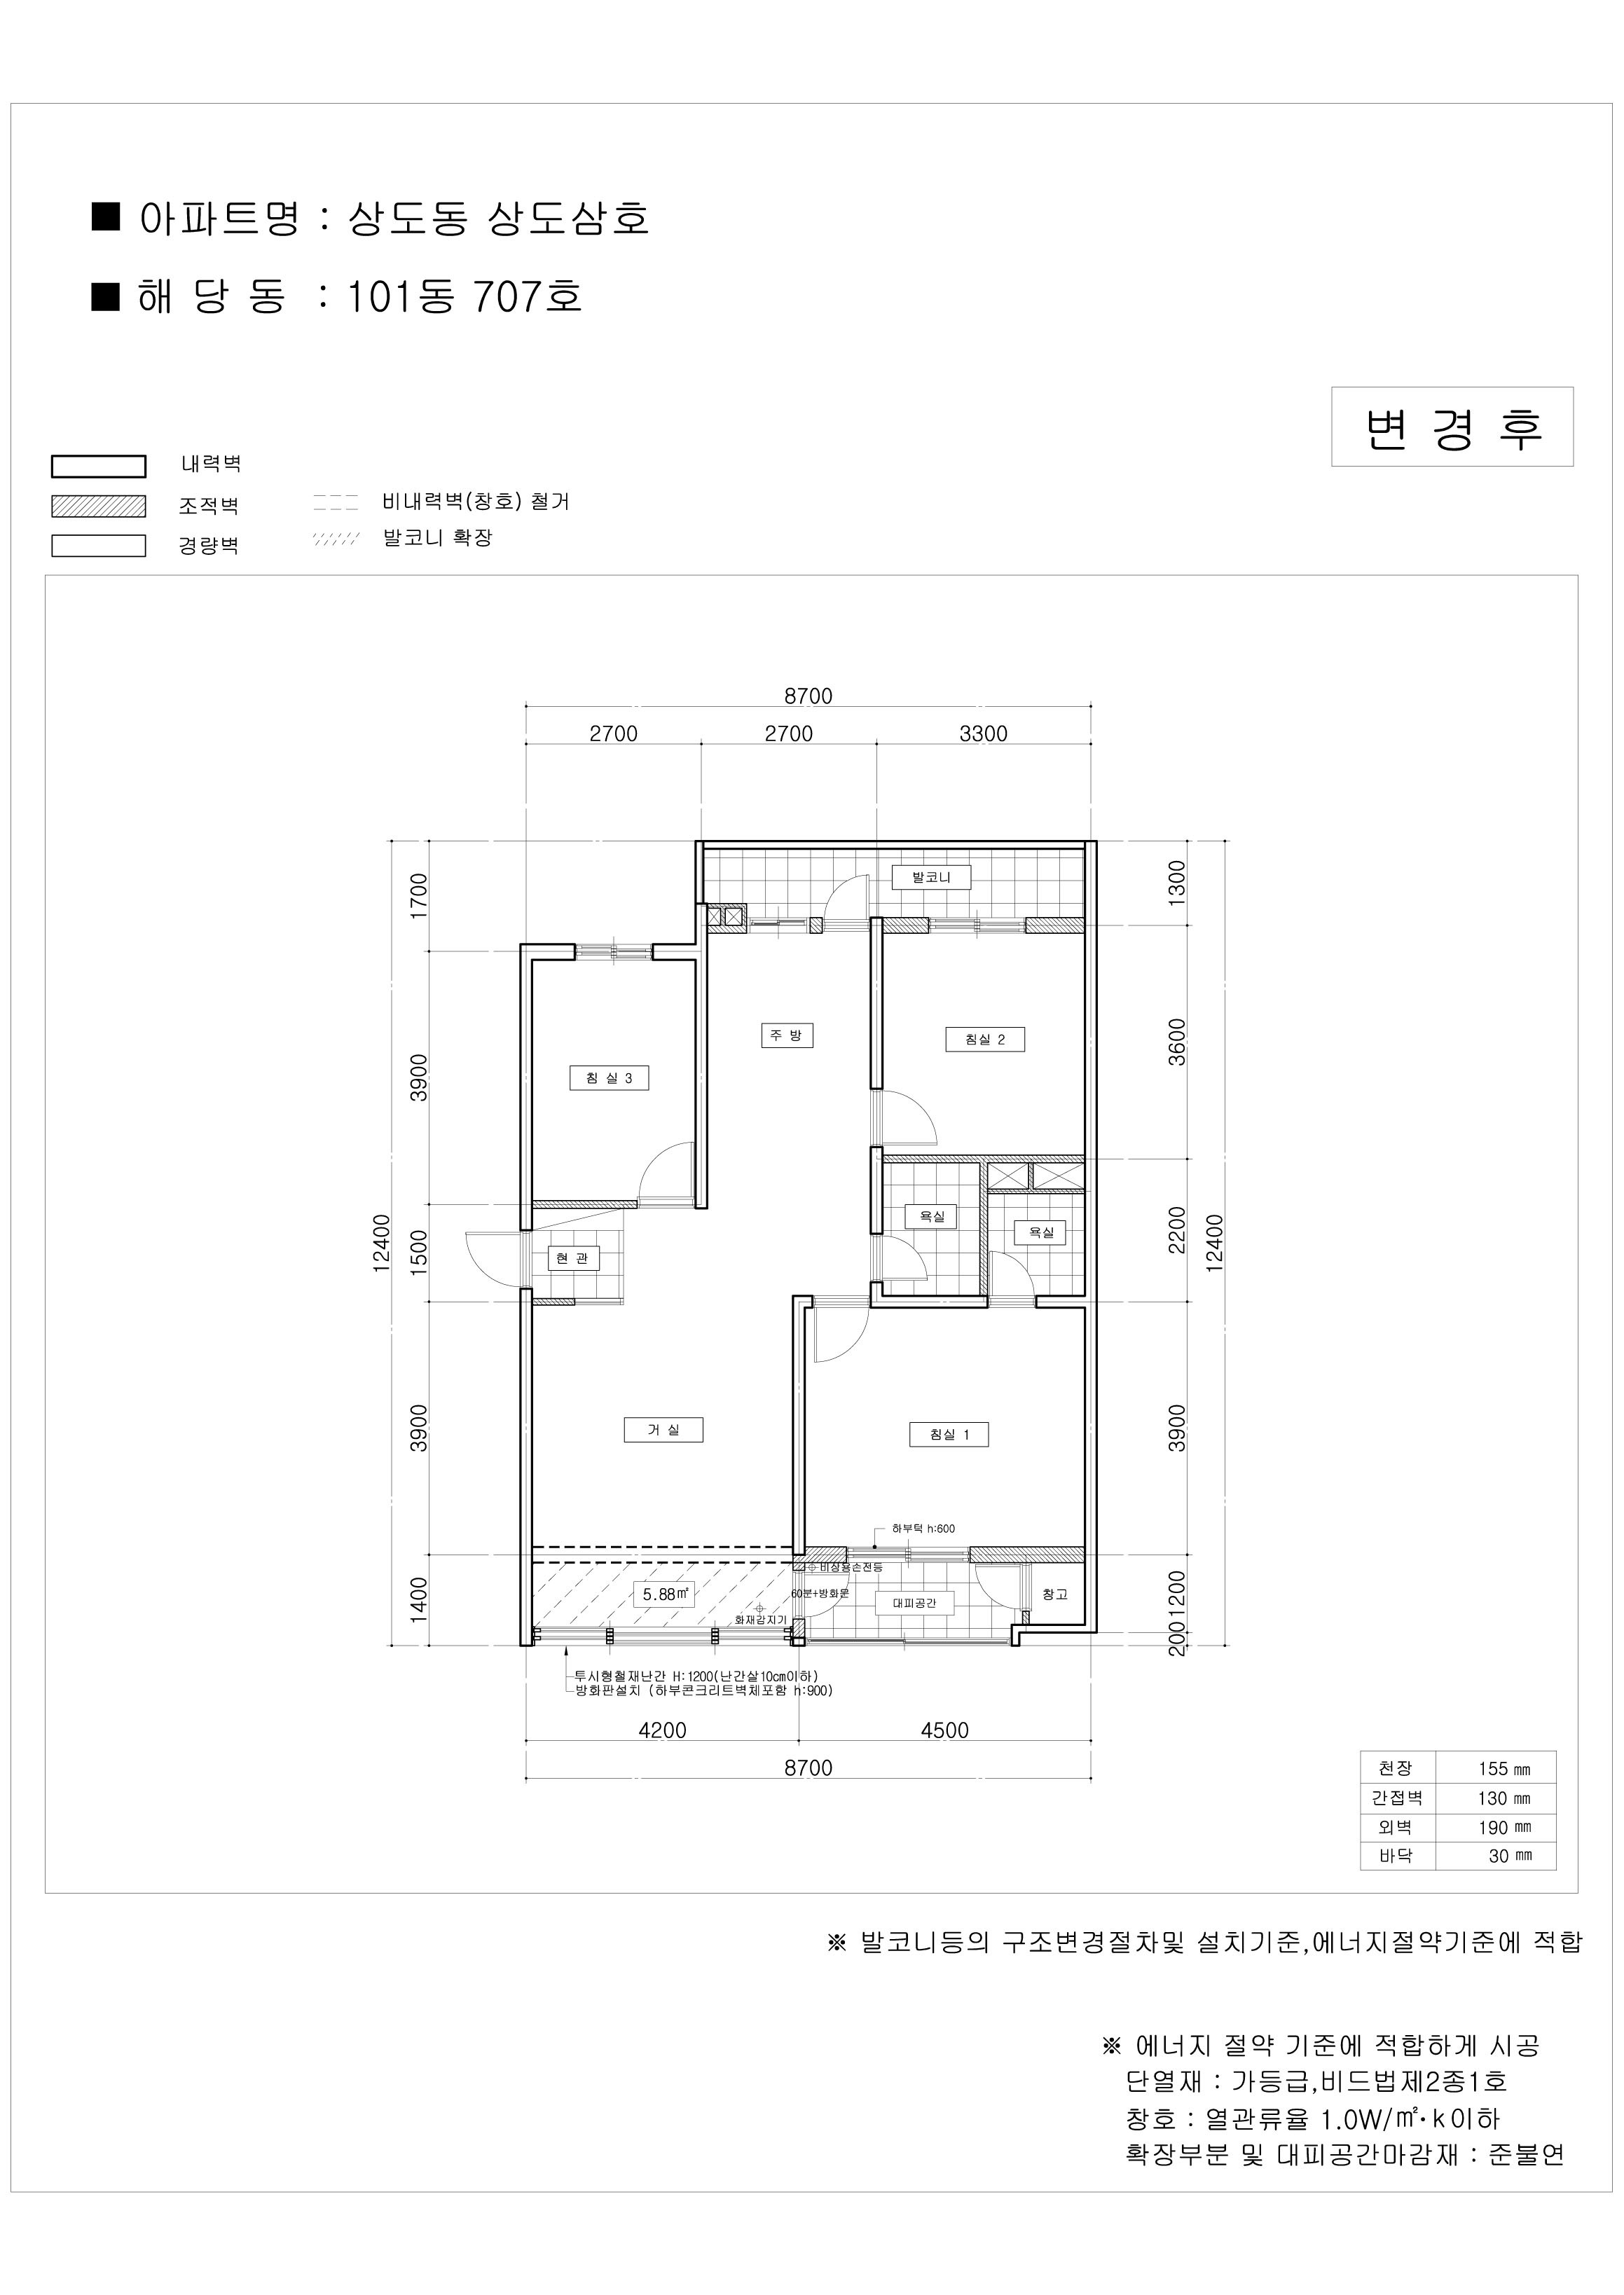 ■ 아파트명 : 상도동 상도삼호
■ 해 당 동 : 101동 707호
변 경 후
내력벽
조적벽
경량벽
비내력벽(창호) 철거
발코니 확장
8700
2700 2700 3300
1700
3900
1500
3900
1400
12400
1300
3600
2200
3900
1200
200
12400
발코니
주 방
침실 2
침 실 3
욕실
욕실
현 관
거 실
침실 1
하부턱 h:600
비상용손전등
5.88㎡
60분+방화문
대피공간
창고
화재감지기
투시형철재난간 H:1200(난간살10cm이하)
방화판설치 (하부콘크리트벽체포함 h:900)
4200 4500
8700
천장 155 ㎜
간접벽 130 ㎜
외벽 190 ㎜
바닥 30 ㎜
※ 발코니등의 구조변경절차및 설치기준,에너지절약기준에 적합
※ 에너지 절약 기준에 적합하게 시공
단열재 : 가등급,비드법제2종1호
창호 : 열관류율 1.0W/㎡·k이하
확장부분 및 대피공간마감재 : 준불연